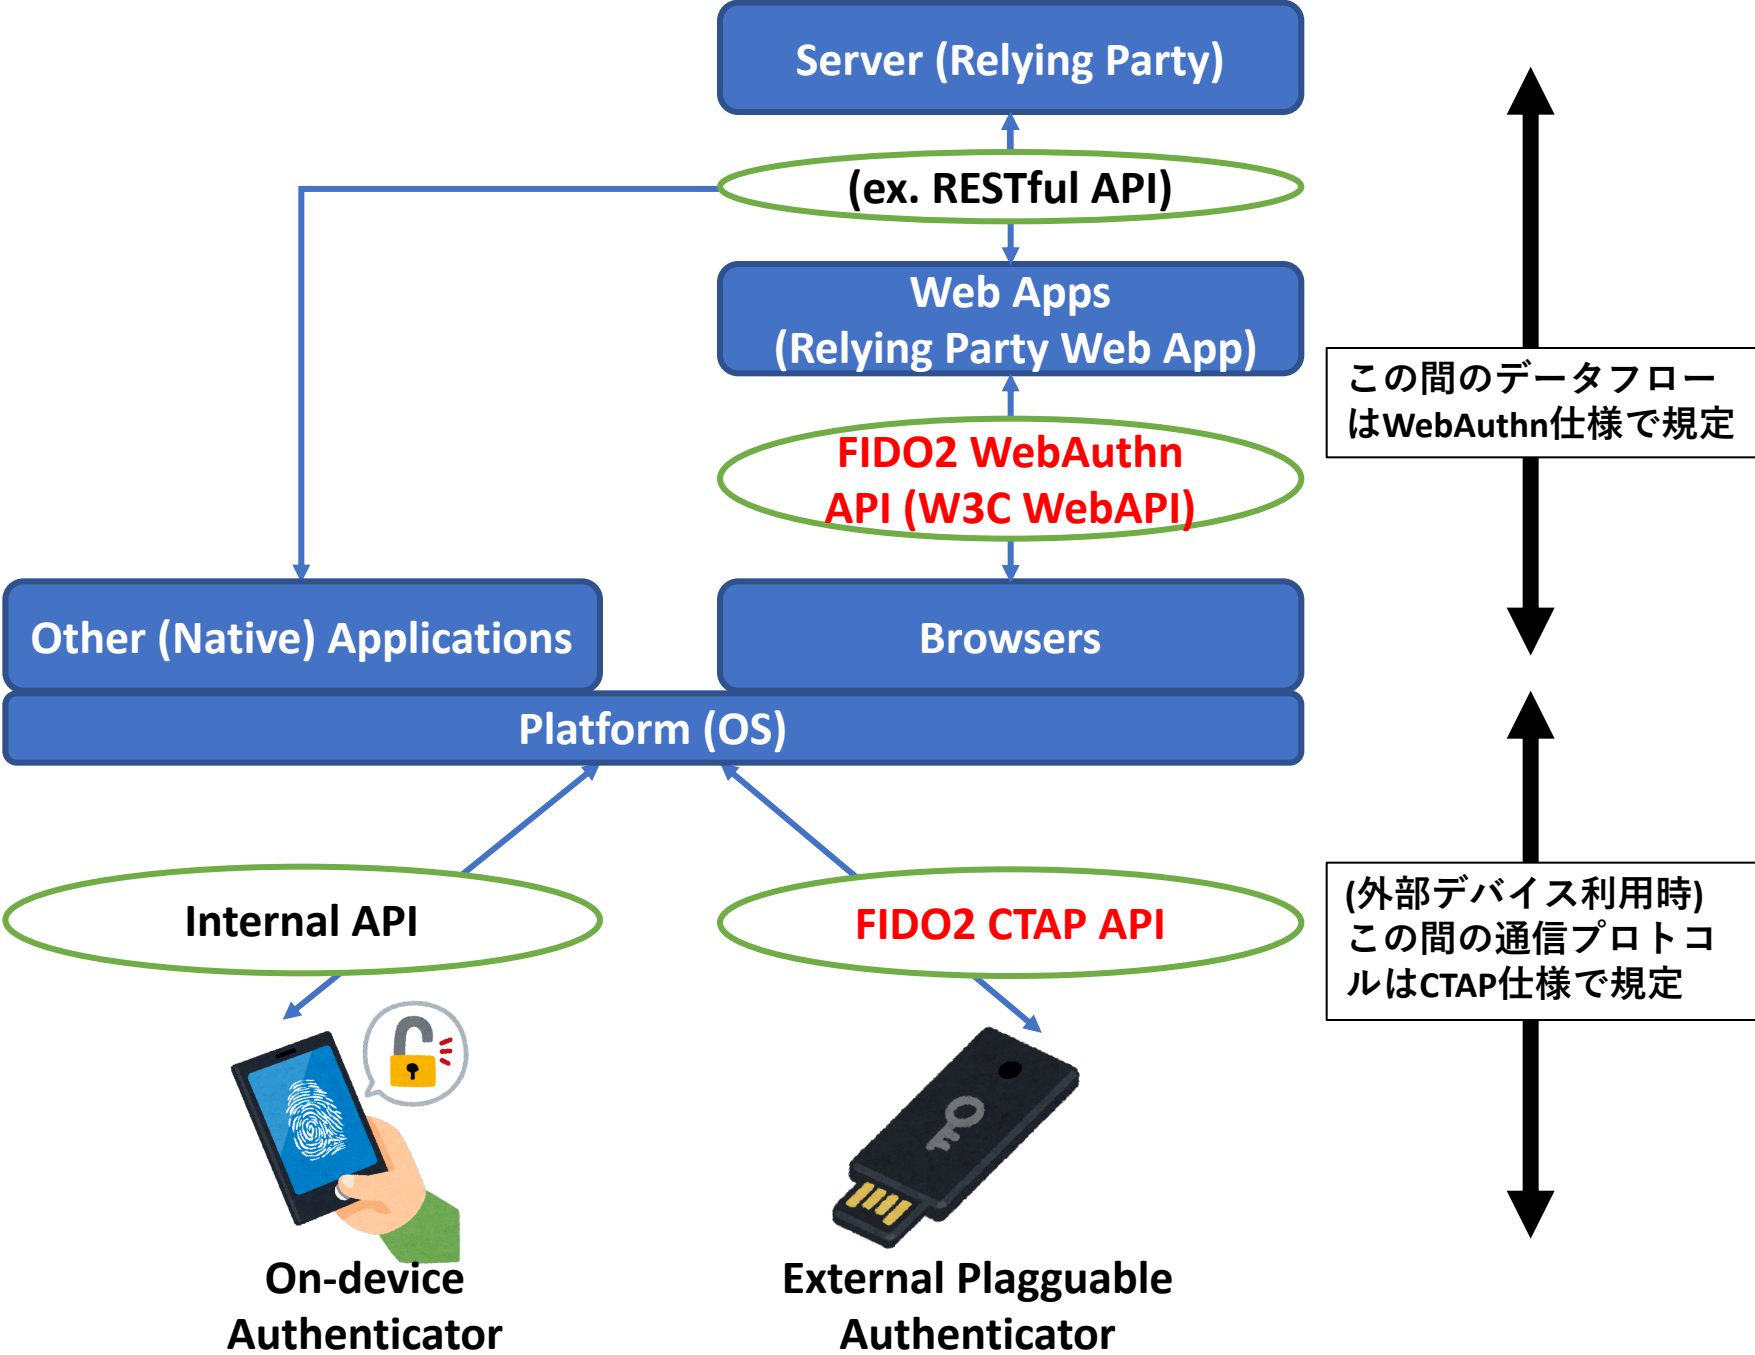 Server (Relying Party)
(ex. RESTful API)
Web Apps
(Relying Party Web App)
この間のデータフロー
はWebAuthn仕様で規定
FIDO2 WebAuthn
API (W3C WebAPI)
Other (Native) Applications
Browsers
Platform (OS)
Internal API
FIDO2 CTAP API
(外部デバイス利用時)
この間の通信プロトコ
ルはCTAP仕様で規定
On-device
Authenticator
External Plagguable
Authenticator